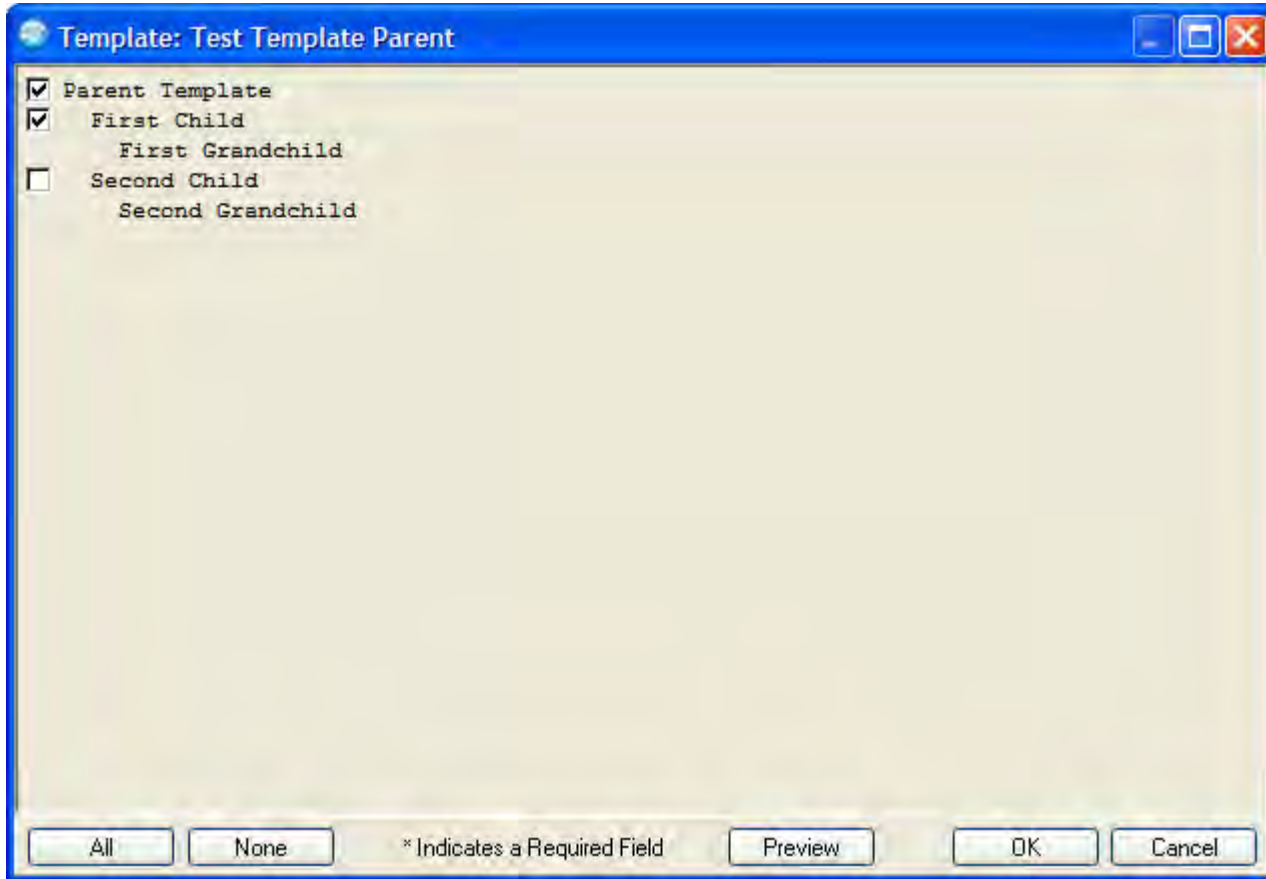 Template: Test Template Parent
Parent Template
First Child
First Grandchild
Second Child
Second Grandchild
All None * Indicates a Required Field Preview OK Cancel